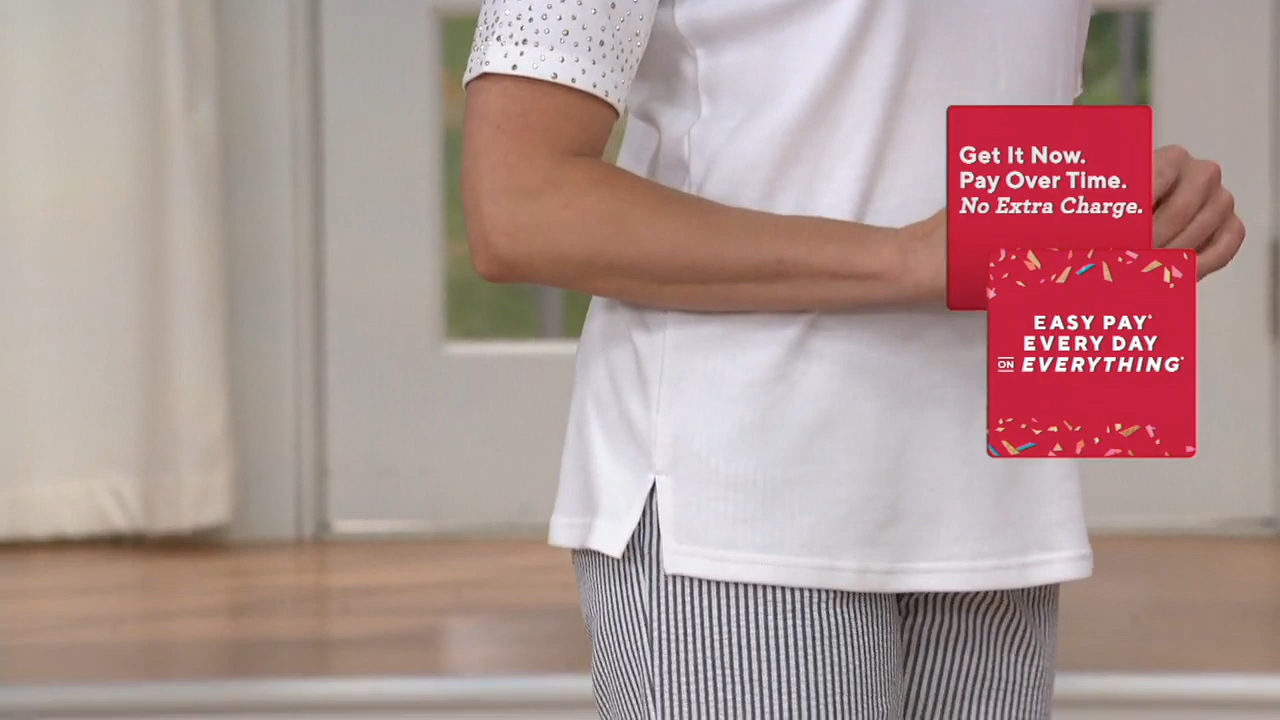 Get It Now.
Pay Over Time.
No Extra Charge.
EASY PAY*
EVERY DAY
ON EVERYTHING*